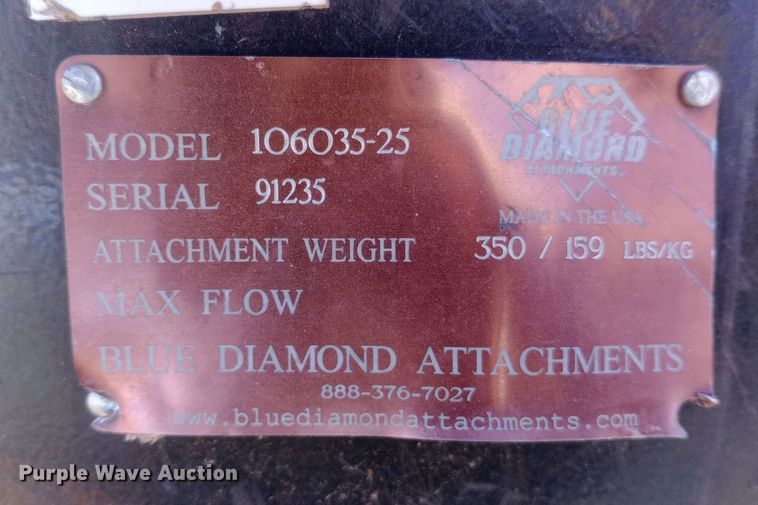 BLUE
DIAMOND
ATTACHMENTS
MODEL 106035-25
SERIAL 91235
MADE IN THE USA
ATTACHMENT WEIGHT 350 / 159 LBS/KG
MAX FLOW
BLUE DIAMOND ATTACHMENTS
888-376-7027
www.bluediamondattachments.com
Purple Wave Auction